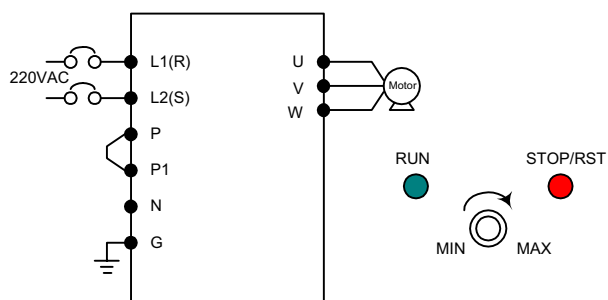 L1(R)
220VAC
L2(S)
P
P1
N
G
U
V
W
Motor
RUN
STOP/RST
MIN
MAX